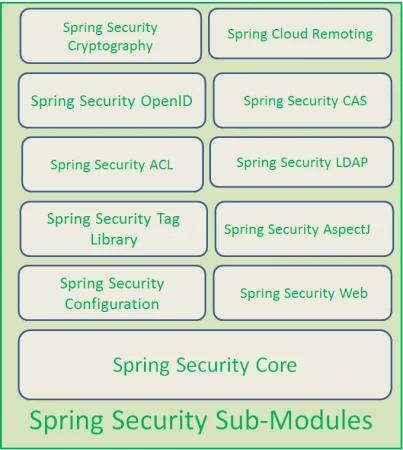 Spring Security
Cryptography
Spring Cloud Remoting
Spring Security OpenID
Spring Security CAS
Spring Security ACL
Spring Security LDAP
Spring Security Tag
Library
Spring Security AspectJ
Spring Security
Configuration
Spring Security Web
Spring Security Core
Spring Security Sub-Modules